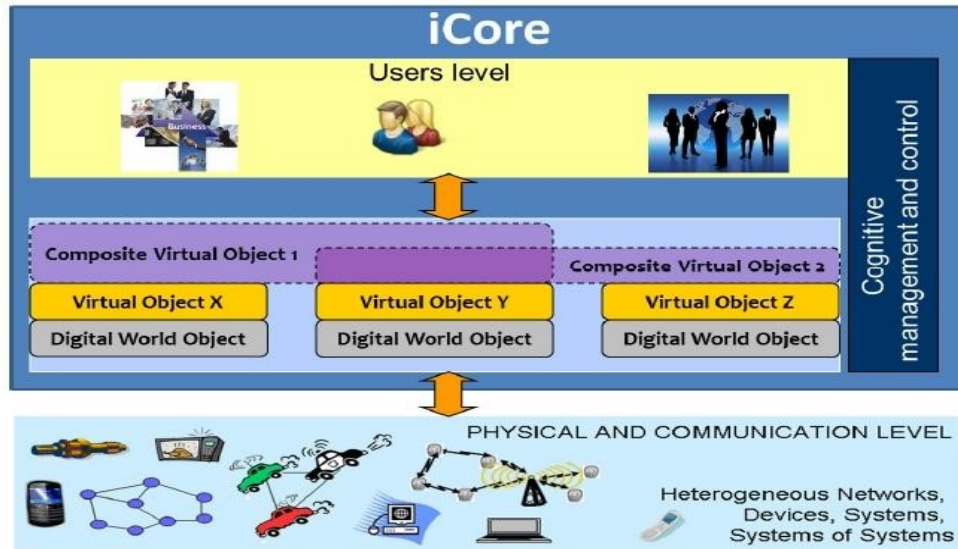 iCore
Users level
Business
Cognitive
management and control
Composite Virtual Object 1
Composite Virtual Object 2
Virtual Object X
Virtual Object Y
Virtual Object Z
Digital World Object
Digital World Object
Digital World Object
PHYSICAL AND COMMUNICATION LEVEL
Heterogeneous Networks,
Devices, Systems,
Systems of Systems